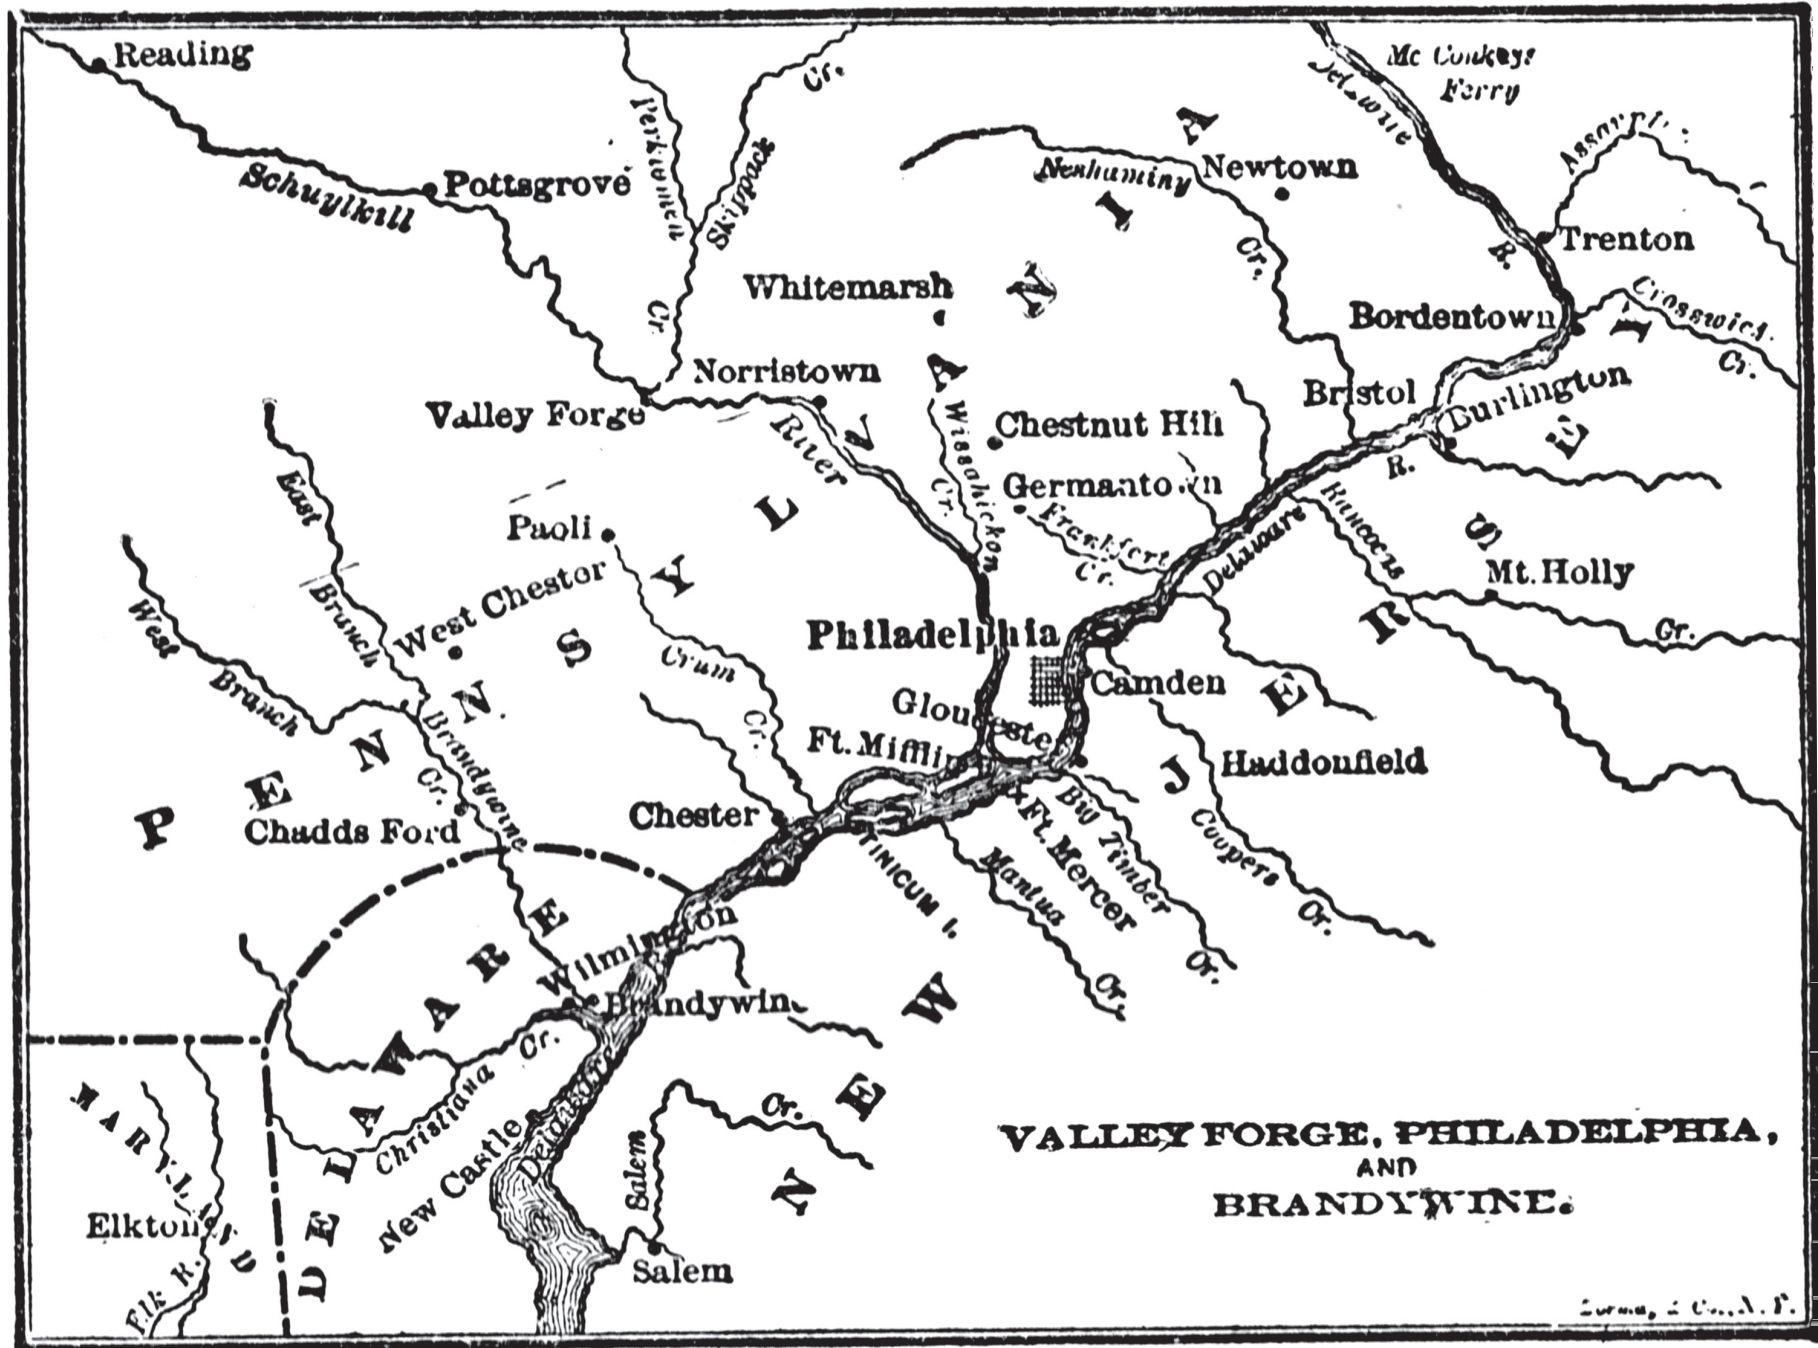 Reading
Mc Conkeys
Ferry
Delaware
Cr.
Perkiomen
Skippack
Assanpink
Newtown
Neshaminy
Pottsgrove
Schuylkill
Trenton
R.
Cr.
Whitemarsh
Crosswick.
Cr.
Bordentown
Cr.
Norristown
Bristol
Burlington
Valley Forge
River
Wissahickon
Cr.
Chestnut Hill
R.
Germantown
East
Branch
Paoli
Frankfort
Cr.
Delaware
Rancocus
Mt. Holly
West Chester
West
Branch
Philadelphia
Cr.
Crum
Cr.
Camden
Gloucester
Ft. Mifflin
Brandywine
Cr.
Haddonfield
Chester
Chadds Ford
Coopers
Cr.
Big Timber
Cr.
Ft. Mercer
Mantua
Cr.
TINICUM I.
PENNSYLVANIA
NEW JERSEY
DELAWARE
MARYLAND
Wilmington
Brandywine
Cr.
Christiana
New Castle
Delaware
Salem
Cr.
Elkton
Elk R.
Salem
VALLEY FORGE, PHILADELPHIA,
AND
BRANDYWINE.